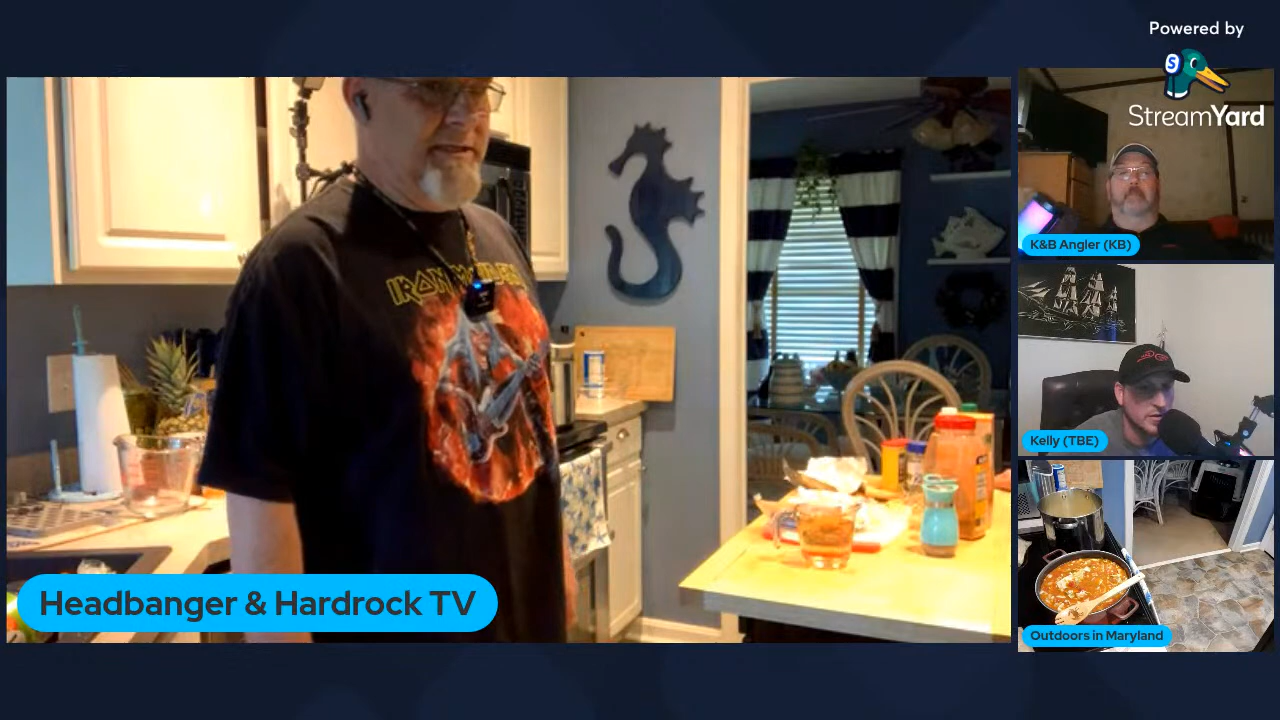 Powered by
StreamYard
IRON MAIDEN
K&B Angler (KB)
Kelly (TBE)
Headbanger & Hardrock TV
Outdoors in Maryland